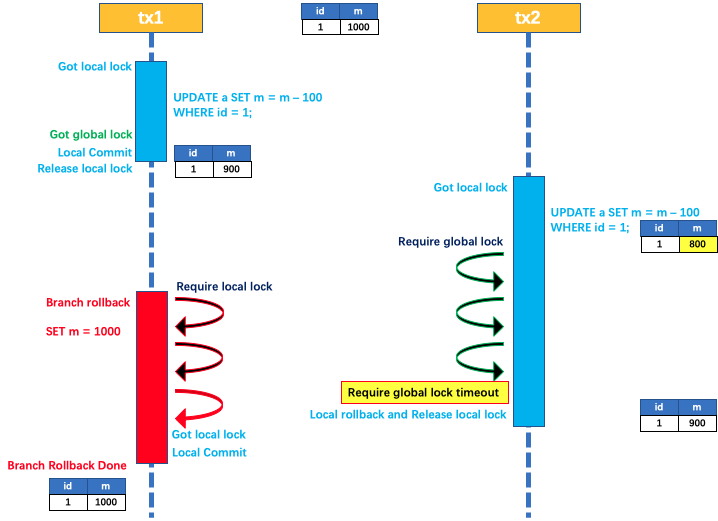 tx1
id m
1 1000
tx2
Got local lock
UPDATE a SET m = m – 100
WHERE id = 1;
Got global lock
Local Commit
Release local lock
id m
1 900
Got local lock
UPDATE a SET m = m – 100
WHERE id = 1;
id m
1 800
Require global lock
Require local lock
Branch rollback
SET m = 1000
Require global lock timeout
Local rollback and Release local lock
id m
1 900
Got local lock
Local Commit
Branch Rollback Done
id m
1 1000